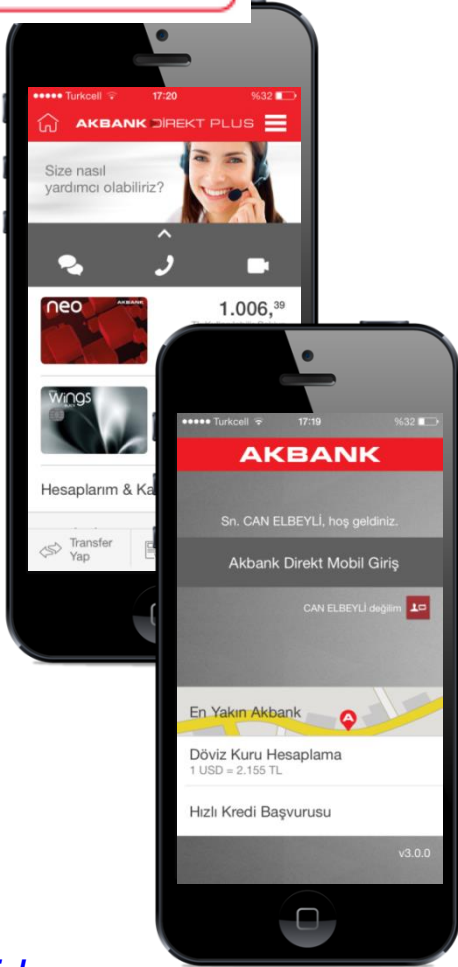 Turkcell 17:20 %32
AKBANK DİREKT PLUS
Size nasıl
yardımcı olabiliriz?
neo AKBANK
1.006,39
wings
Hesaplarım & Ka
Transfer
Yap
Turkcell 17:19 %32
AKBANK
Sn. CAN ELBEYLİ, hoş geldiniz.
Akbank Direkt Mobil Giriş
CAN ELBEYLİ değilim
En Yakın Akbank
A
Döviz Kuru Hesaplama
1 USD = 2.155 TL
Hızlı Kredi Başvurusu
v3.0.0